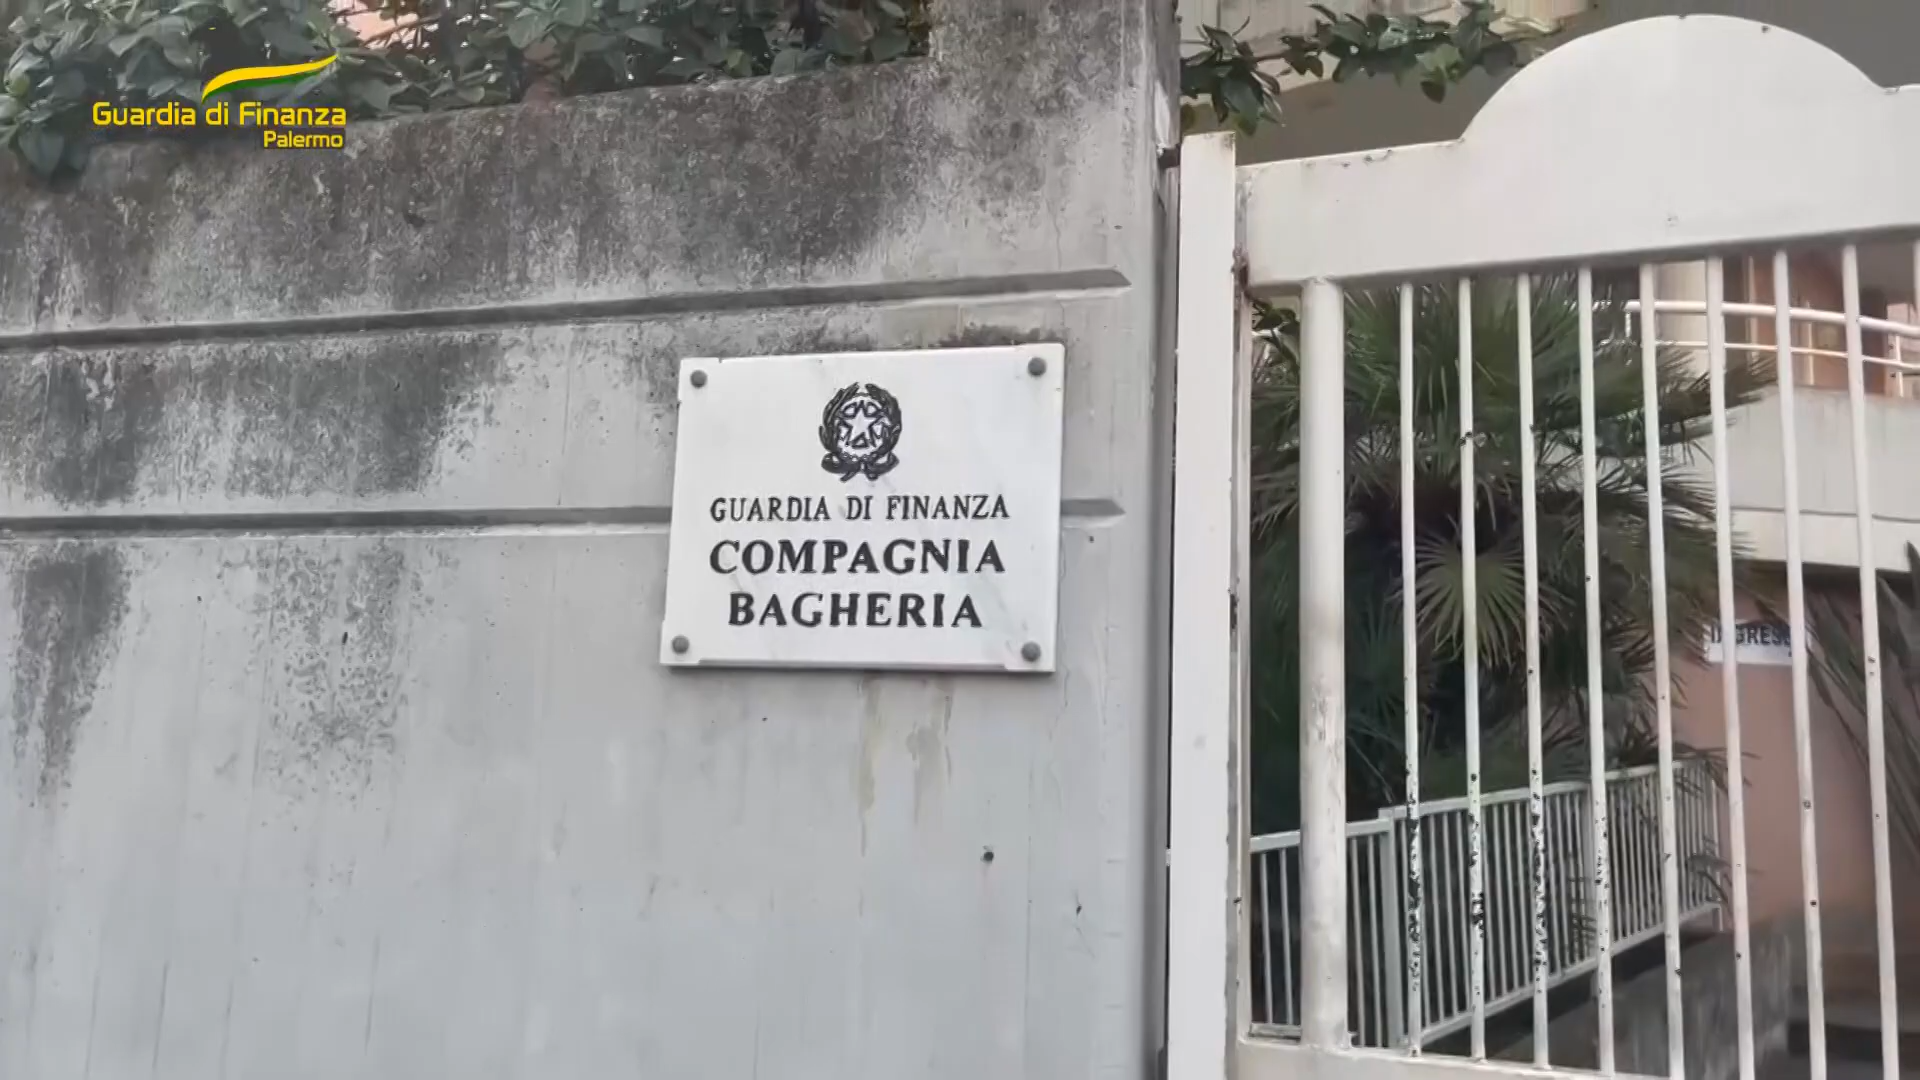 Guardia di Finanza
Palermo
GUARDIA DI FINANZA
COMPAGNIA
BAGHERIA